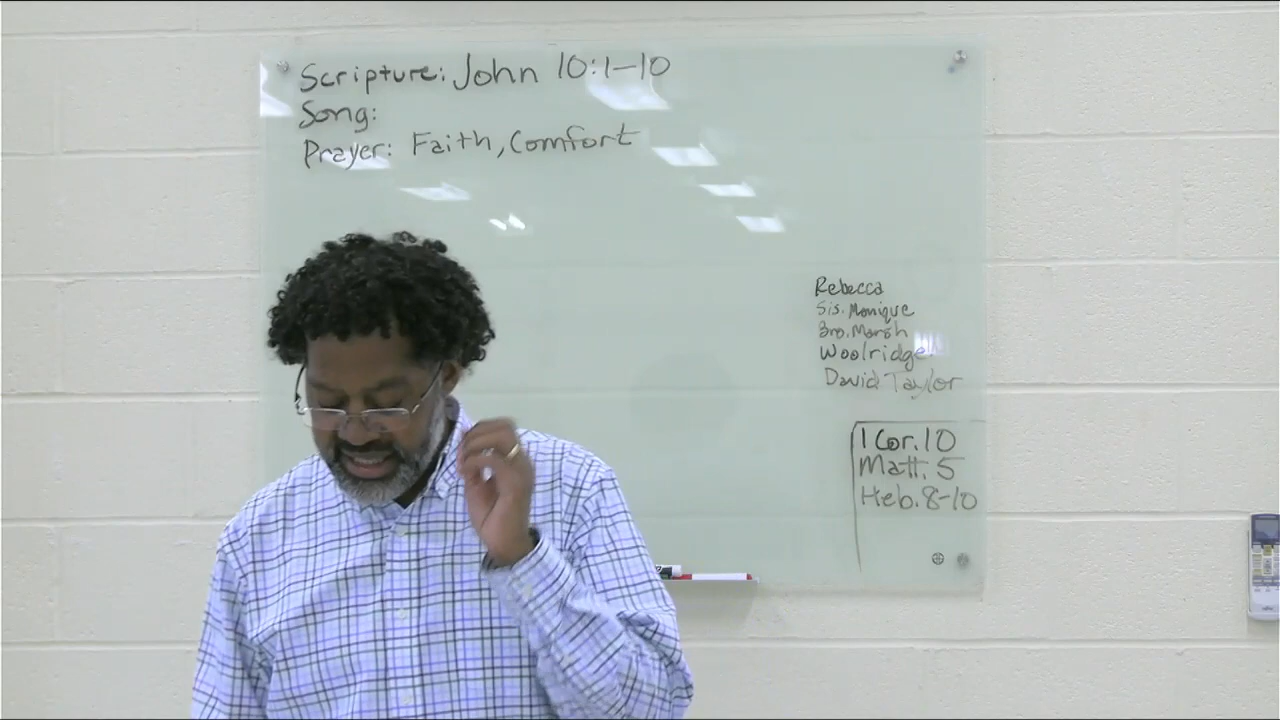 Scripture: John 10:1-10
Song:
Prayer: Faith, Comfort
Rebecca
Sis. Monique
Bro. Marsh
Woolridge
David Taylor
1 Cor. 10
Matt. 5
Heb. 8-10